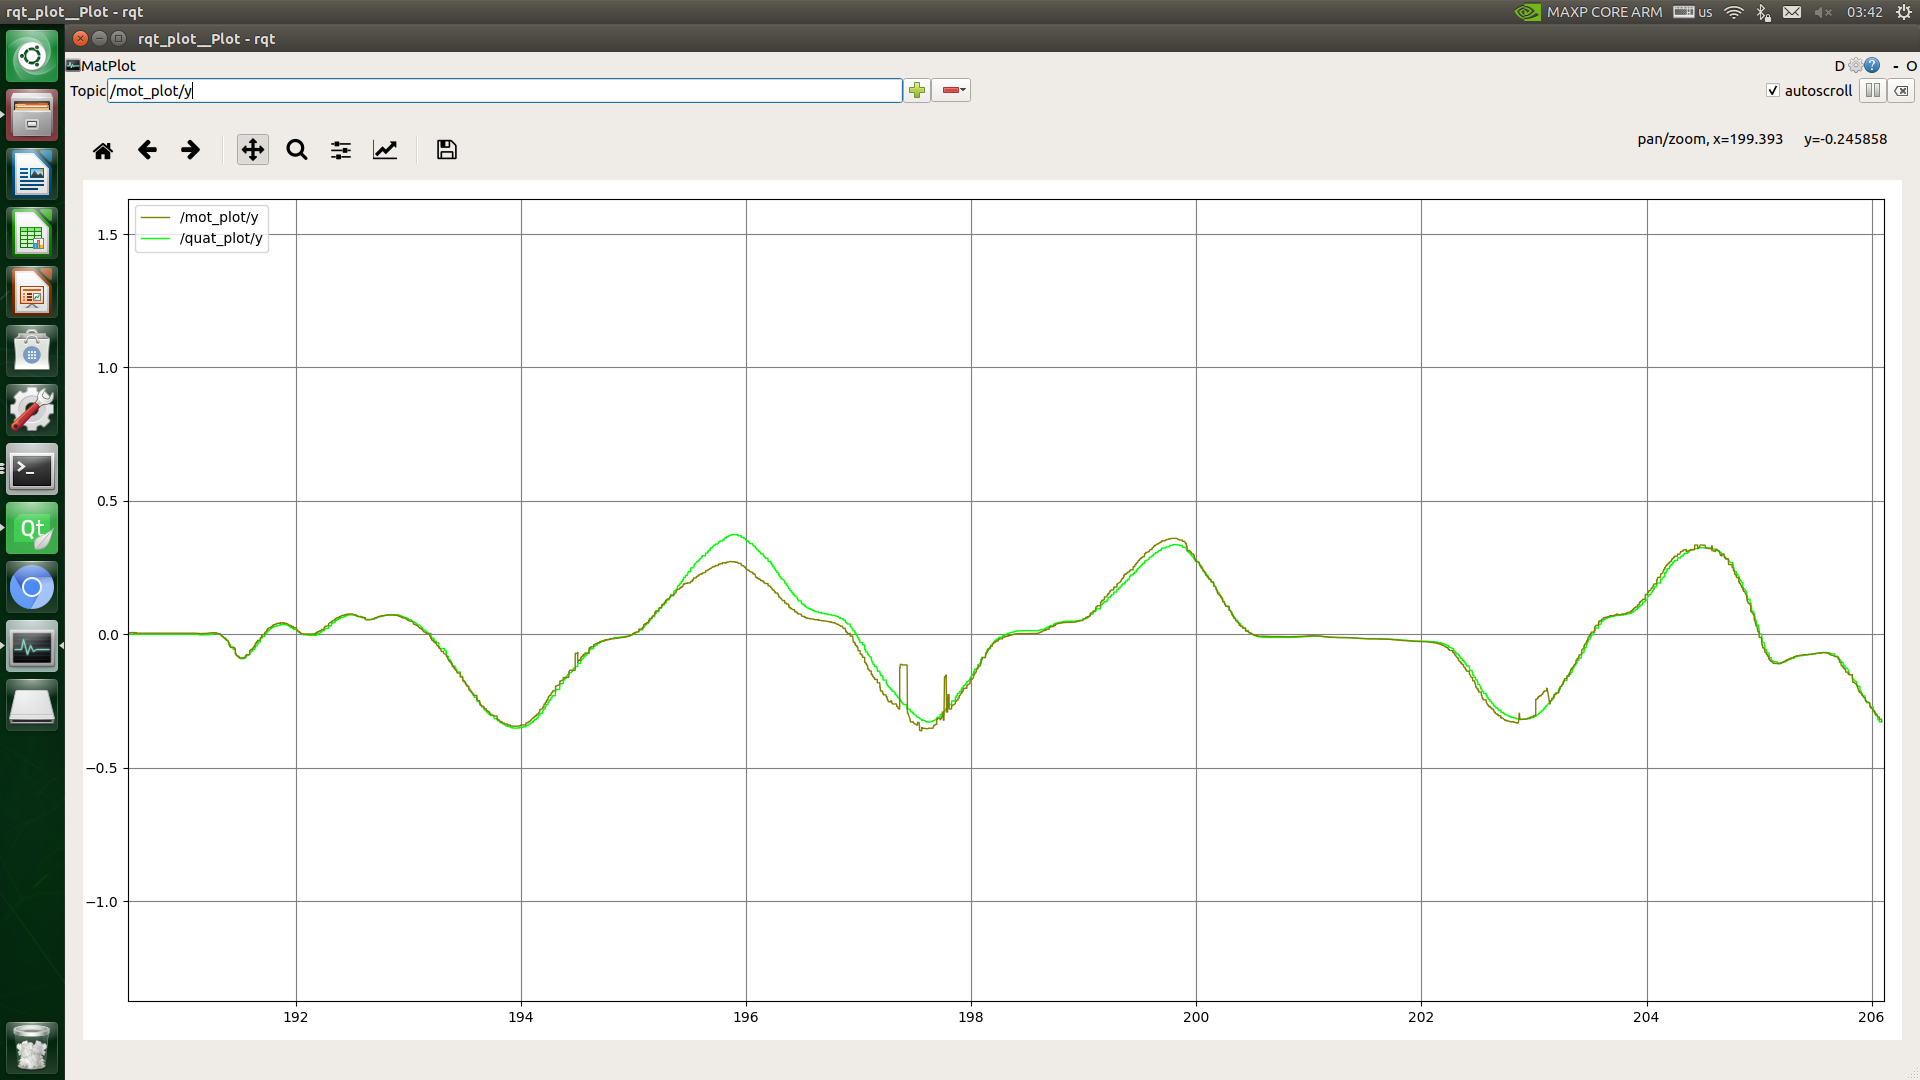 rqt_plot__Plot - rqt
MAXP CORE ARM us 03:42
rqt_plot__Plot - rqt
MatPlot
D ? - O
Topic /mot_plot/y
autoscroll
pan/zoom, x=199.393 y=-0.245858
/mot_plot/y
/quat_plot/y
1.5
1.0
0.5
0.0
−0.5
−1.0
192 194 196 198 200 202 204 206
>_
Qt